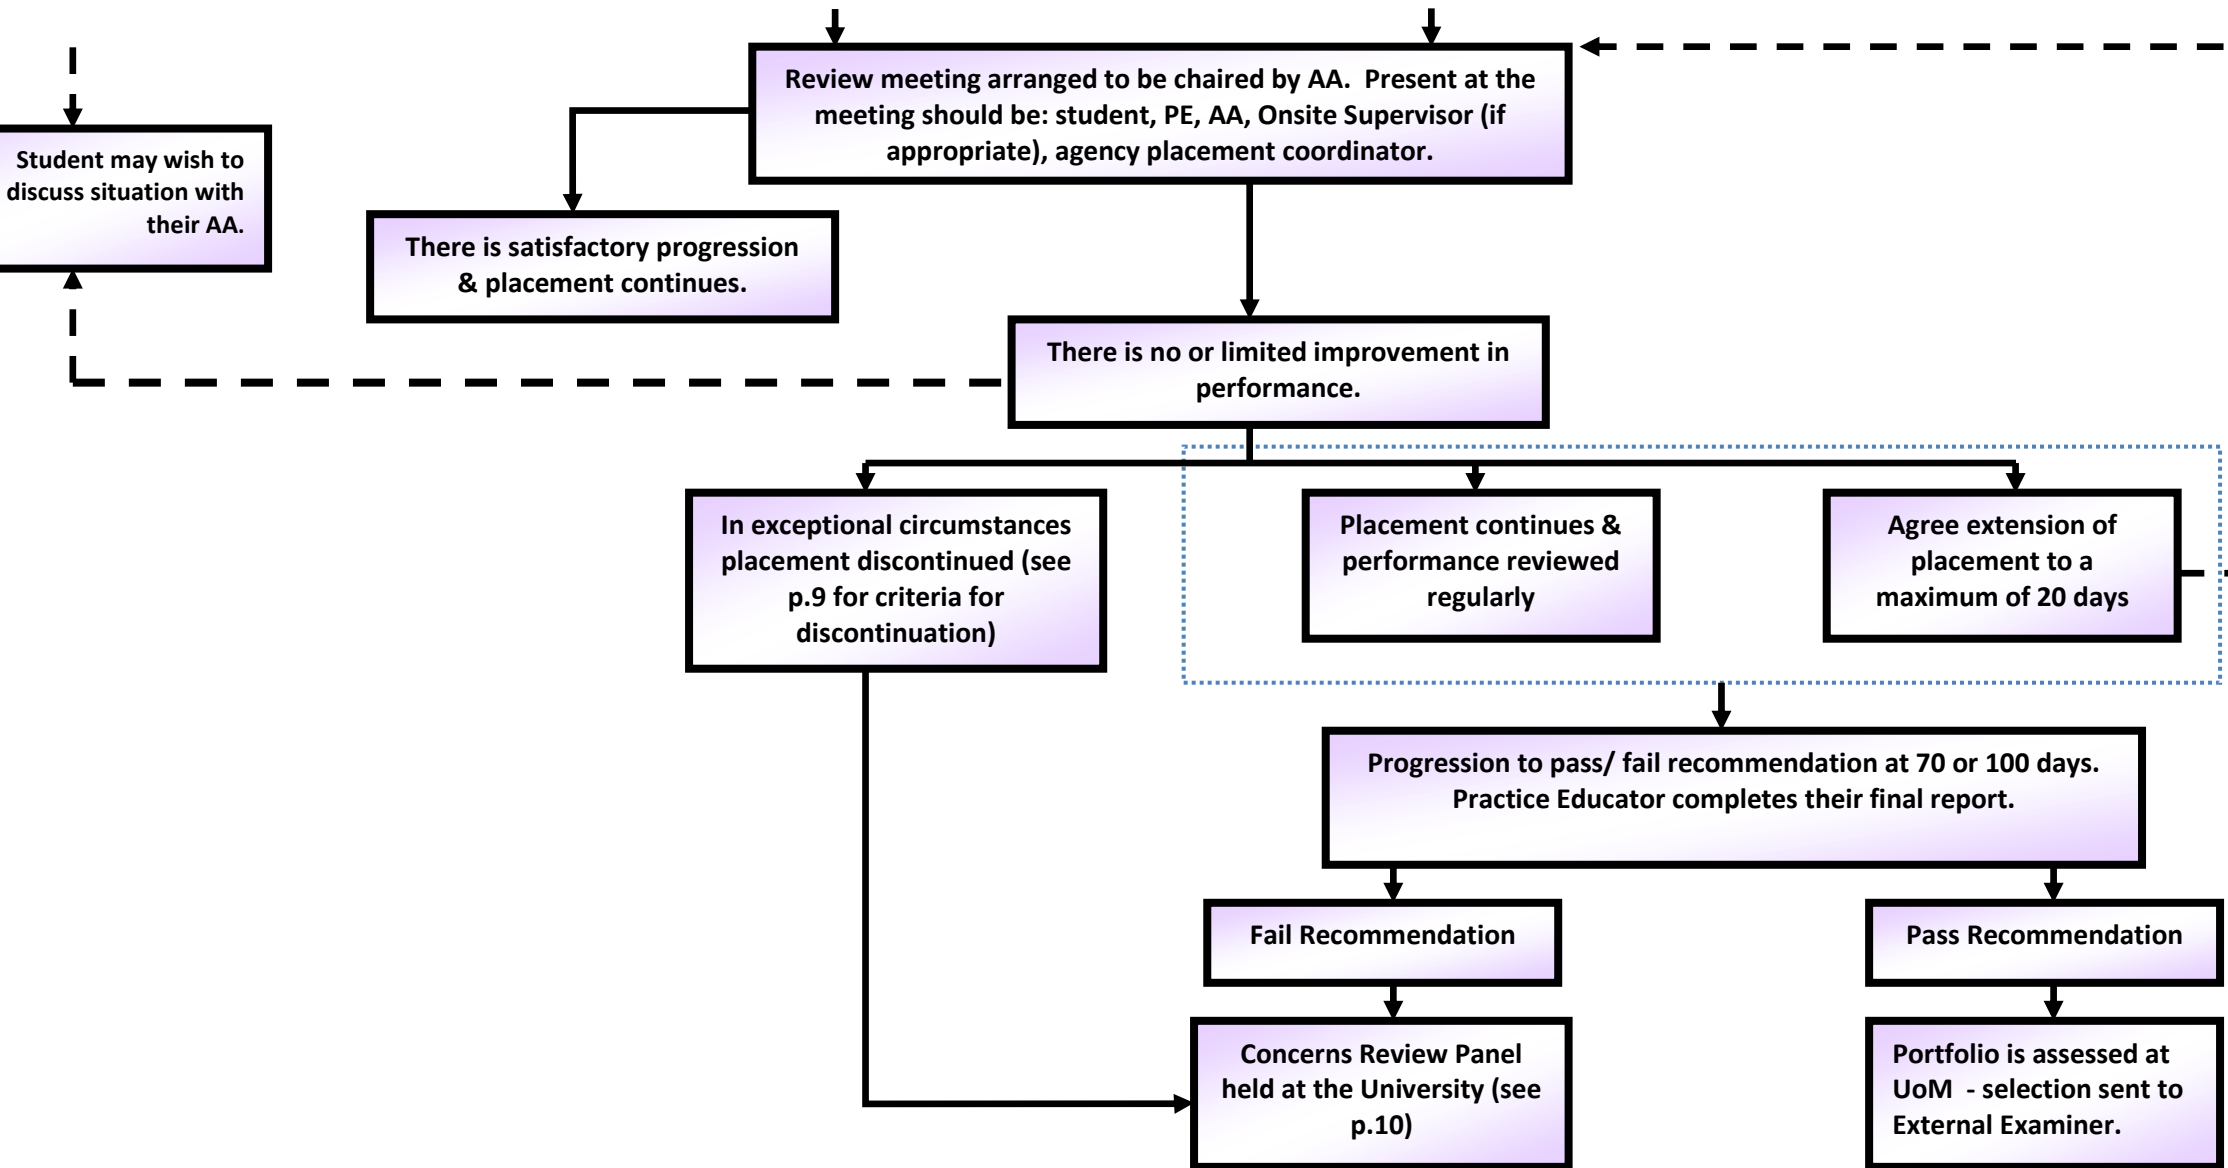 Review meeting arranged to be chaired by AA.  Present at the
meeting should be: student, PE, AA, Onsite Supervisor (if
appropriate), agency placement coordinator.
Student may wish to
discuss situation with
their AA.
There is satisfactory progression
& placement continues.
There is no or limited improvement in
performance.
In exceptional circumstances
placement discontinued (see
p.9 for criteria for
discontinuation)
Placement continues &
performance reviewed
regularly
Agree extension of
placement to a
maximum of 20 days
Progression to pass/ fail recommendation at 70 or 100 days.
Practice Educator completes their final report.
Fail Recommendation
Pass Recommendation
Concerns Review Panel
held at the University (see
p.10)
Portfolio is assessed at
UoM  - selection sent to
External Examiner.